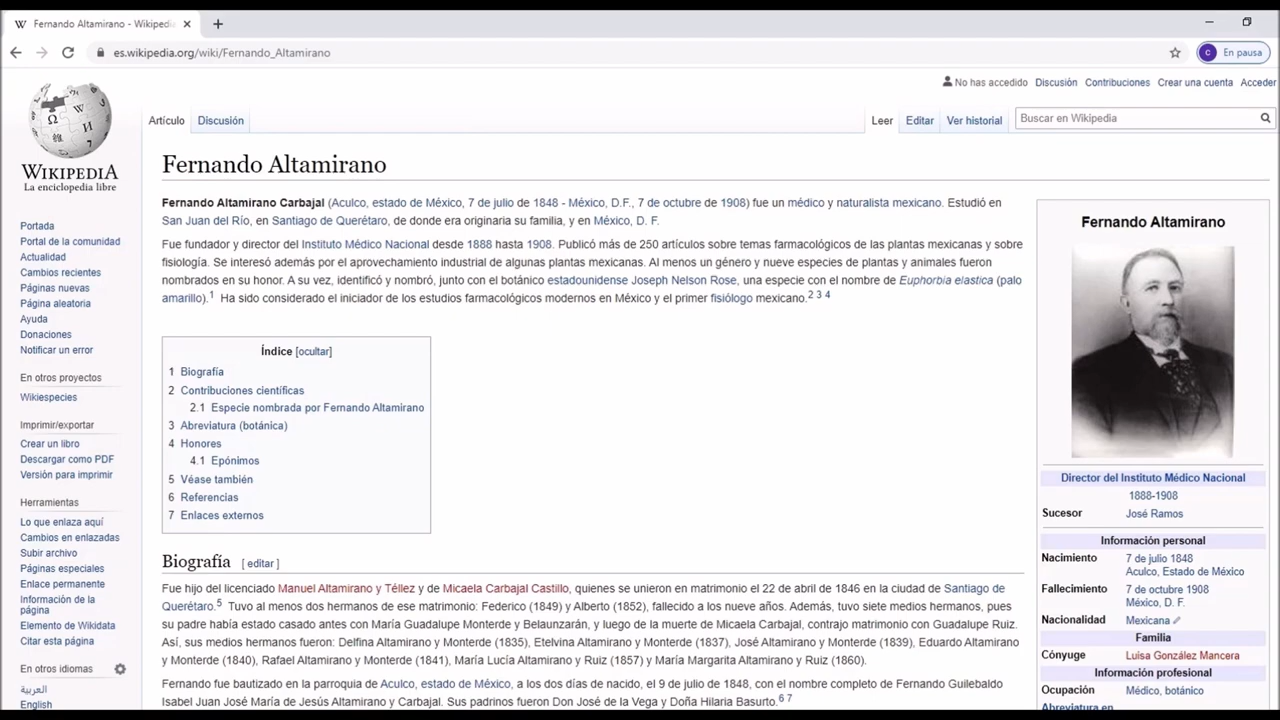 Fernando Altamirano - Wikipedi
es.wikipedia.org/wiki/Fernando_Altamirano
C En pausa
No has accedido Discusión Contribuciones Crear una cuenta Acceder
Artículo Discusión Leer Editar Ver historial Buscar en Wikipedia
WIKIPEDIA
La enciclopedia libre
Portada
Portal de la comunidad
Actualidad
Cambios recientes
Páginas nuevas
Página aleatoria
Ayuda
Donaciones
Notificar un error
En otros proyectos
Wikiespecies
Imprimir/exportar
Crear un libro
Descargar como PDF
Versión para imprimir
Herramientas
Lo que enlaza aquí
Cambios en enlazadas
Subir archivo
Páginas especiales
Enlace permanente
Información de la
página
Elemento de Wikidata
Citar esta página
En otros idiomas
العربية
English
Fernando Altamirano
Fernando Altamirano Carbajal (Aculco, estado de México, 7 de julio de 1848 - México, D.F., 7 de octubre de 1908) fue un médico y naturalista mexicano. Estudió en
San Juan del Río, en Santiago de Querétaro, de donde era originaria su familia, y en México, D. F.
Fue fundador y director del Instituto Médico Nacional desde 1888 hasta 1908. Publicó más de 250 artículos sobre temas farmacológicos de las plantas mexicanas y sobre
fisiología. Se interesó además por el aprovechamiento industrial de algunas plantas mexicanas. Al menos un género y nueve especies de plantas y animales fueron
nombrados en su honor. A su vez, identificó y nombró, junto con el botánico estadounidense Joseph Nelson Rose, una especie con el nombre de Euphorbia elastica (palo
amarillo).1 Ha sido considerado el iniciador de los estudios farmacológicos modernos en México y el primer fisiólogo mexicano.2 3 4
Índice [ocultar]
1 Biografía
2 Contribuciones científicas
2.1 Especie nombrada por Fernando Altamirano
3 Abreviatura (botánica)
4 Honores
4.1 Epónimos
5 Véase también
6 Referencias
7 Enlaces externos
Biografía [ editar ]
Fue hijo del licenciado Manuel Altamirano y Téllez y de Micaela Carbajal Castillo, quienes se unieron en matrimonio el 22 de abril de 1846 en la ciudad de Santiago de
Querétaro.5 Tuvo al menos dos hermanos de ese matrimonio: Federico (1849) y Alberto (1852), fallecido a los nueve años. Además, tuvo siete medios hermanos, pues
su padre había estado casado antes con María Guadalupe Monterde y Belaunzarán, y luego de la muerte de Micaela Carbajal, contrajo matrimonio con Guadalupe Ruiz.
Así, sus medios hermanos fueron: Delfina Altamirano y Monterde (1835), Etelvina Altamirano y Monterde (1837), José Altamirano y Monterde (1839), Eduardo Altamirano
y Monterde (1840), Rafael Altamirano y Monterde (1841), María Lucía Altamirano y Ruiz (1857) y María Margarita Altamirano y Ruiz (1860).
Fernando fue bautizado en la parroquia de Aculco, estado de México, a los dos días de nacido, el 9 de julio de 1848, con el nombre completo de Fernando Guilebaldo
Isabel Juan José María de Jesús Altamirano y Carbajal. Sus padrinos fueron Don José de la Vega y Doña Hilaria Basurto.6 7
Fernando Altamirano
Director del Instituto Médico Nacional
1888-1908
Sucesor José Ramos
Información personal
Nacimiento 7 de julio 1848
Aculco, Estado de México
Fallecimiento 7 de octubre 1908
México, D. F.
Nacionalidad Mexicana
Familia
Cónyuge Luisa González Mancera
Información profesional
Ocupación Médico, botánico
Abreviatura en